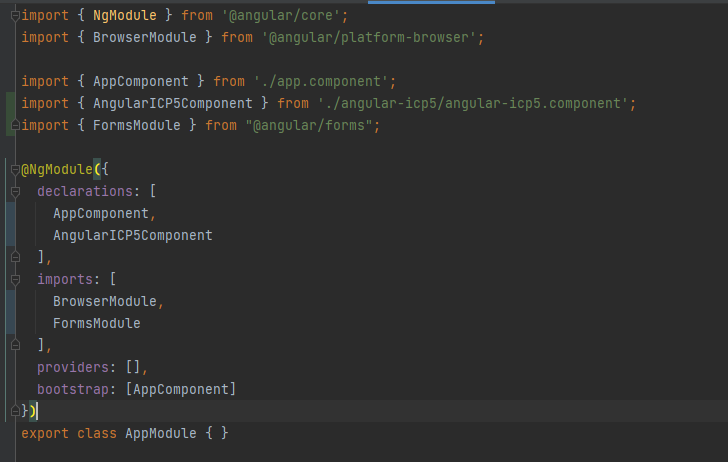 import { NgModule } from '@angular/core';
import { BrowserModule } from '@angular/platform-browser';
import { AppComponent } from './app.component';
import { AngularICP5Component } from './angular-icp5/angular-icp5.component';
import { FormsModule } from "@angular/forms";
@NgModule({
  declarations: [
    AppComponent,
    AngularICP5Component
  ],
  imports: [
    BrowserModule,
    FormsModule
  ],
  providers: [],
  bootstrap: [AppComponent]
})
export class AppModule { }